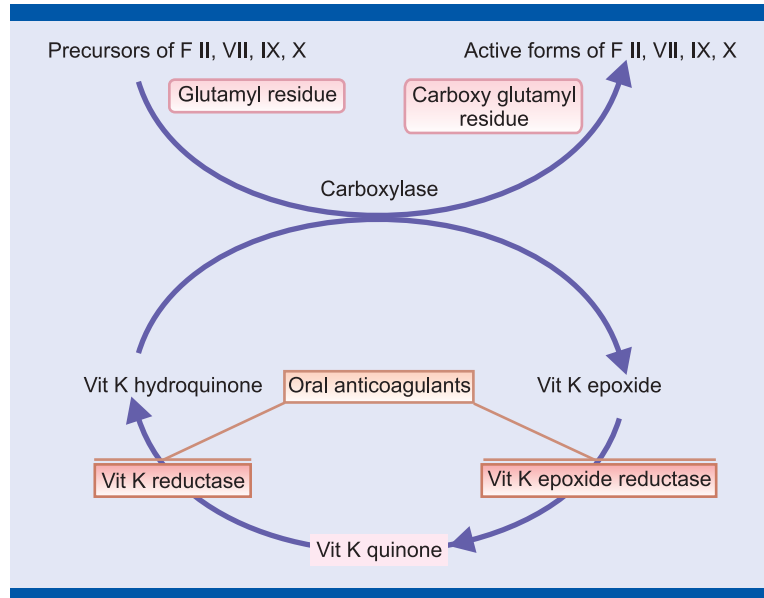 Precursors of F II, VII, IX, X
Active forms of F II, VII, IX, X
Glutamyl residue
Carboxy glutamyl
residue
Carboxylase
Vit K hydroquinone
Oral anticoagulants
Vit K epoxide
Vit K reductase
Vit K epoxide reductase
Vit K quinone